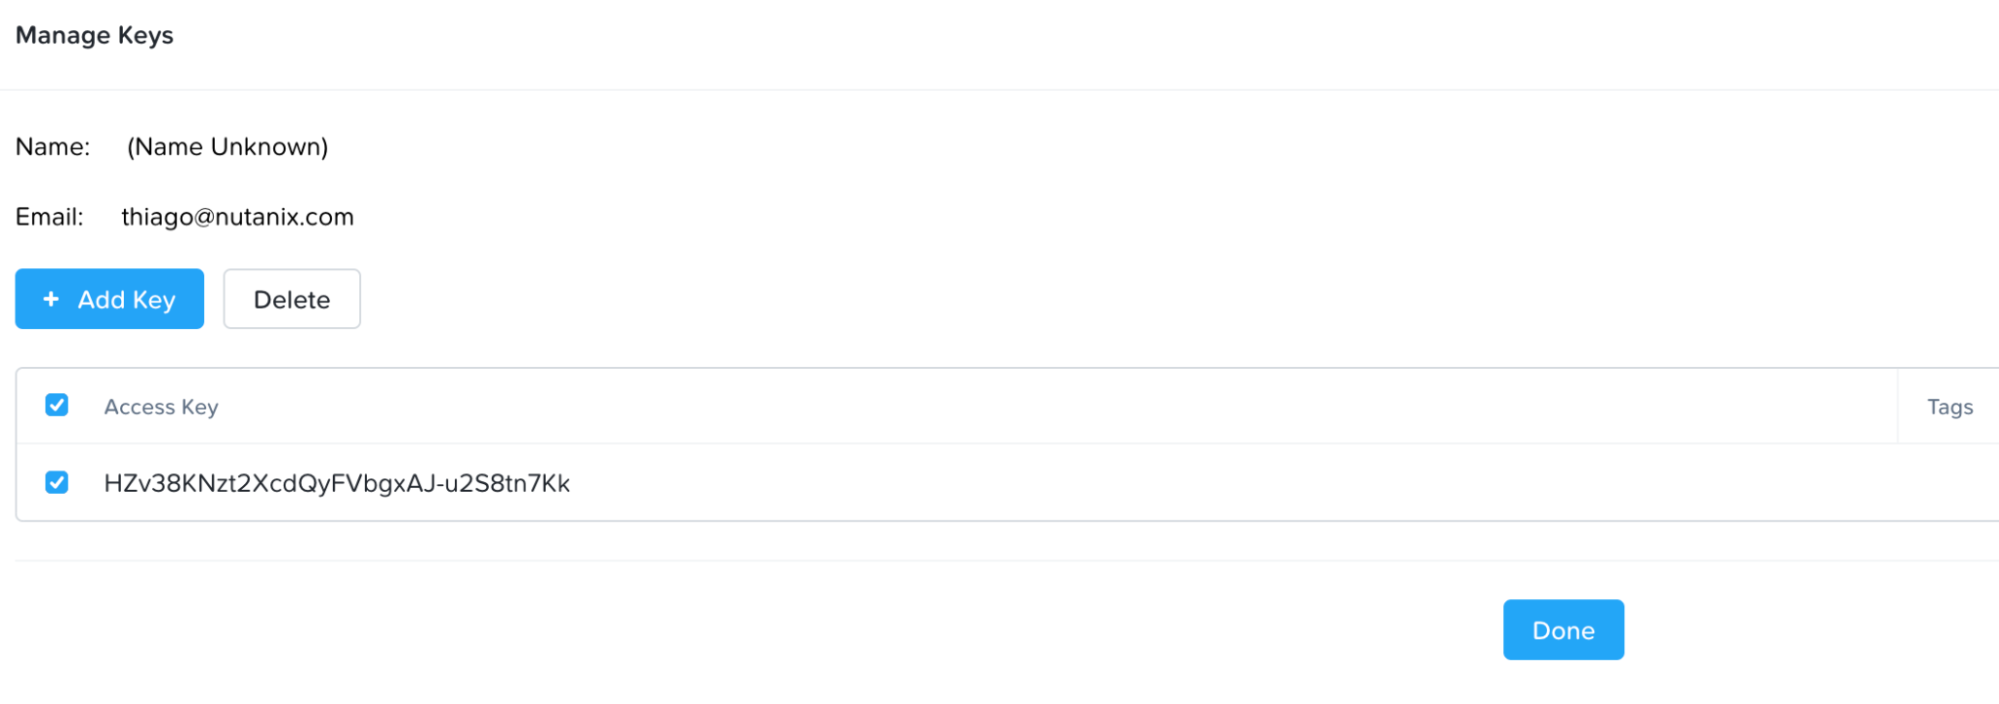 Manage Keys
Name: (Name Unknown)
Email: thiago@nutanix.com
+ Add Key Delete
Access Key Tags
HZv38KNzt2XcdQyFVbgxAJ-u2S8tn7Kk
Done